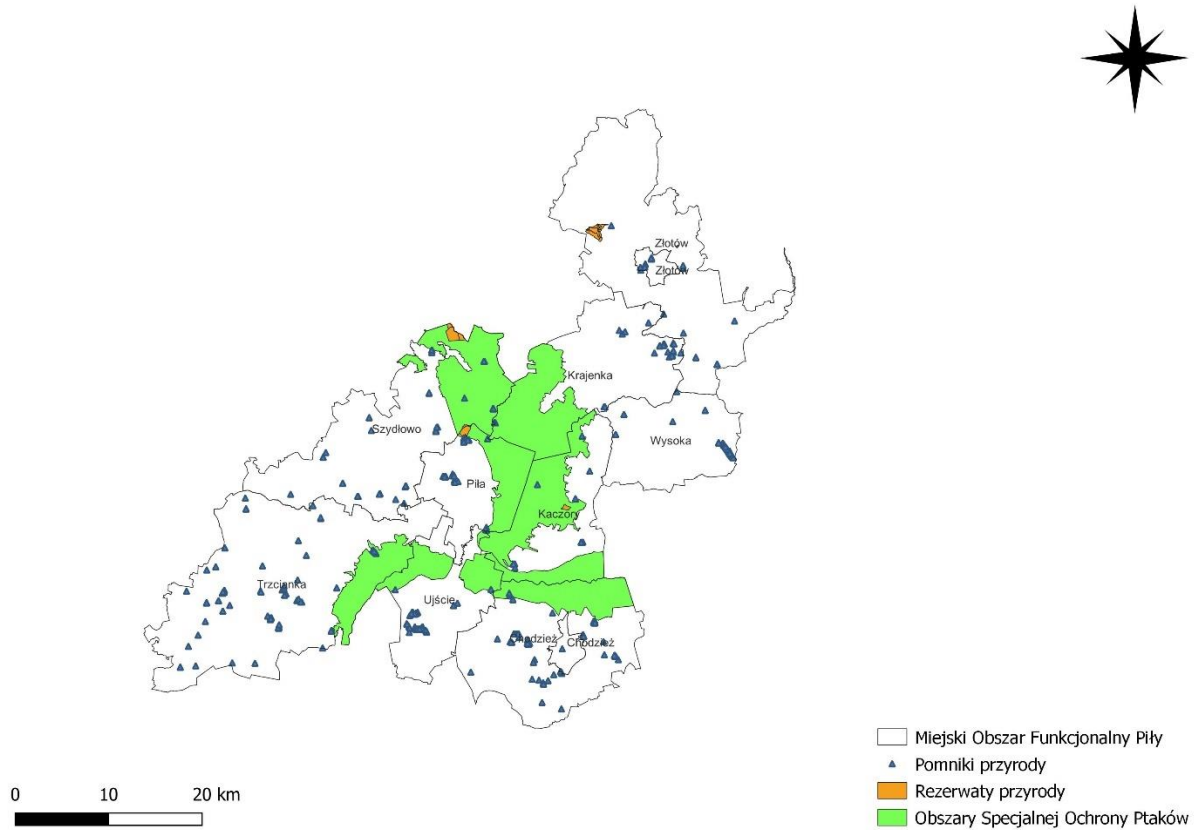 Złotów
Złotów
Krajenka
Szydłowo
Wysoka
Piła
Kaczory
Trzcianka
Ujście
Chodzież
Chodzież
Miejski Obszar Funkcjonalny Piły
Pomniki przyrody
Rezerwaty przyrody
Obszary Specjalnej Ochrony Ptaków
0 10 20 km